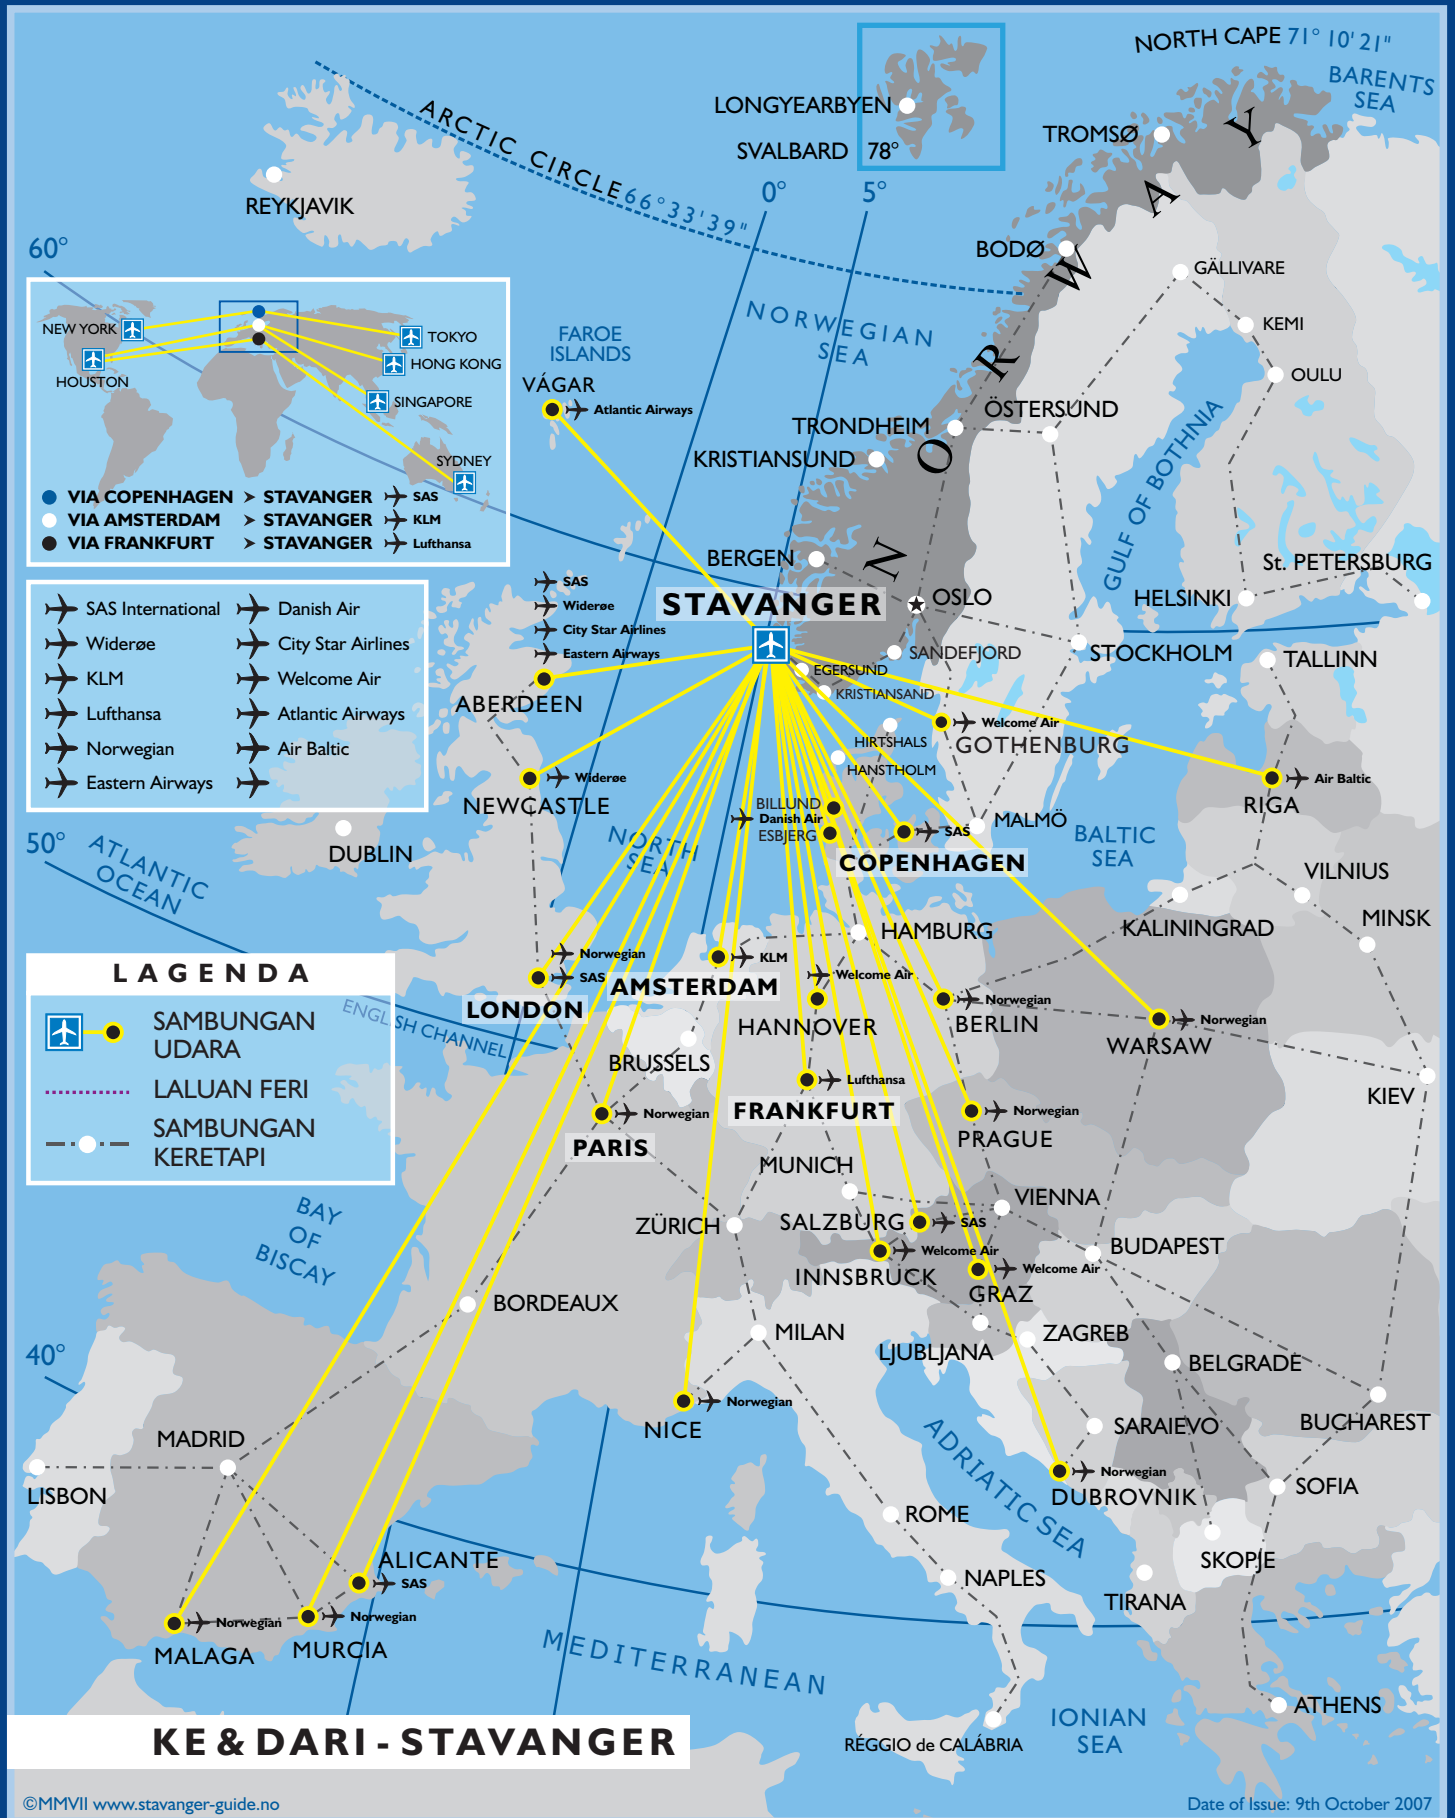 NORTH CAPE 71° 10' 21"
BARENTS
SEA
LONGYEARBYEN
SVALBARD 78°
TROMSØ
ARCTIC CIRCLE 66°33'39"
0°
5°
REYKJAVIK
60°
BODØ
NORWAY
GÄLLIVARE
NORWEGIAN
SEA
KEMI
OULU
FAROE
ISLANDS
VÁGAR
Atlantic Airways
NEW YORK
HOUSTON
TOKYO
HONG KONG
SINGAPORE
SYDNEY
VIA COPENHAGEN > STAVANGER SAS
VIA AMSTERDAM > STAVANGER KLM
VIA FRANKFURT > STAVANGER Lufthansa
ÖSTERSUND
TRONDHEIM
KRISTIANSUND
GULF OF BOTHNIA
BERGEN
St. PETERSBURG
STAVANGER
OSLO
HELSINKI
SAS
Widerøe
City Star Airlines
Eastern Airways
ABERDEEN
SAS International
Widerøe
KLM
Lufthansa
Norwegian
Eastern Airways
Danish Air
City Star Airlines
Welcome Air
Atlantic Airways
Air Baltic
SANDEFJORD
EGERSUND
KRISTIANSAND
STOCKHOLM
TALLINN
Welcome Air
GOTHENBURG
HIRTSHALS
HANSTHOLM
Widerøe
NEWCASTLE
Air Baltic
RIGA
BILLUND
Danish Air
ESBJERG
SAS
COPENHAGEN
MALMÖ
BALTIC
SEA
NORTH
SEA
DUBLIN
50°
ATLANTIC
OCEAN
VILNIUS
MINSK
KALININGRAD
HAMBURG
LAGENDA
SAMBUNGAN
UDARA
LALUAN FERI
SAMBUNGAN
KERETAPI
Norwegian
SAS
LONDON
KLM
AMSTERDAM
Welcome Air
HANNOVER
Norwegian
BERLIN
Norwegian
WARSAW
ENGLISH CHANNEL
BRUSSELS
KIEV
Lufthansa
FRANKFURT
Norwegian
PARIS
Norwegian
PRAGUE
MUNICH
VIENNA
ZÜRICH
SALZBURG
SAS
Welcome Air
INNSBRUCK
Welcome Air
GRAZ
BUDAPEST
BAY
OF
BISCAY
BORDEAUX
MILAN
LJUBLJANA
ZAGREB
BELGRADE
40°
Norwegian
NICE
ADRIATIC SEA
SARAIEVO
BUCHAREST
MADRID
LISBON
Norwegian
DUBROVNIK
SOFIA
ROME
SKOPJE
ALICANTE
SAS
NAPLES
TIRANA
Norwegian
MALAGA
Norwegian
MURCIA
MEDITERRANEAN
ATHENS
IONIAN
SEA
RÉGGIO de CALÁBRIA
KE & DARI - STAVANGER
©MMVII www.stavanger-guide.no
Date of Issue: 9th October 2007